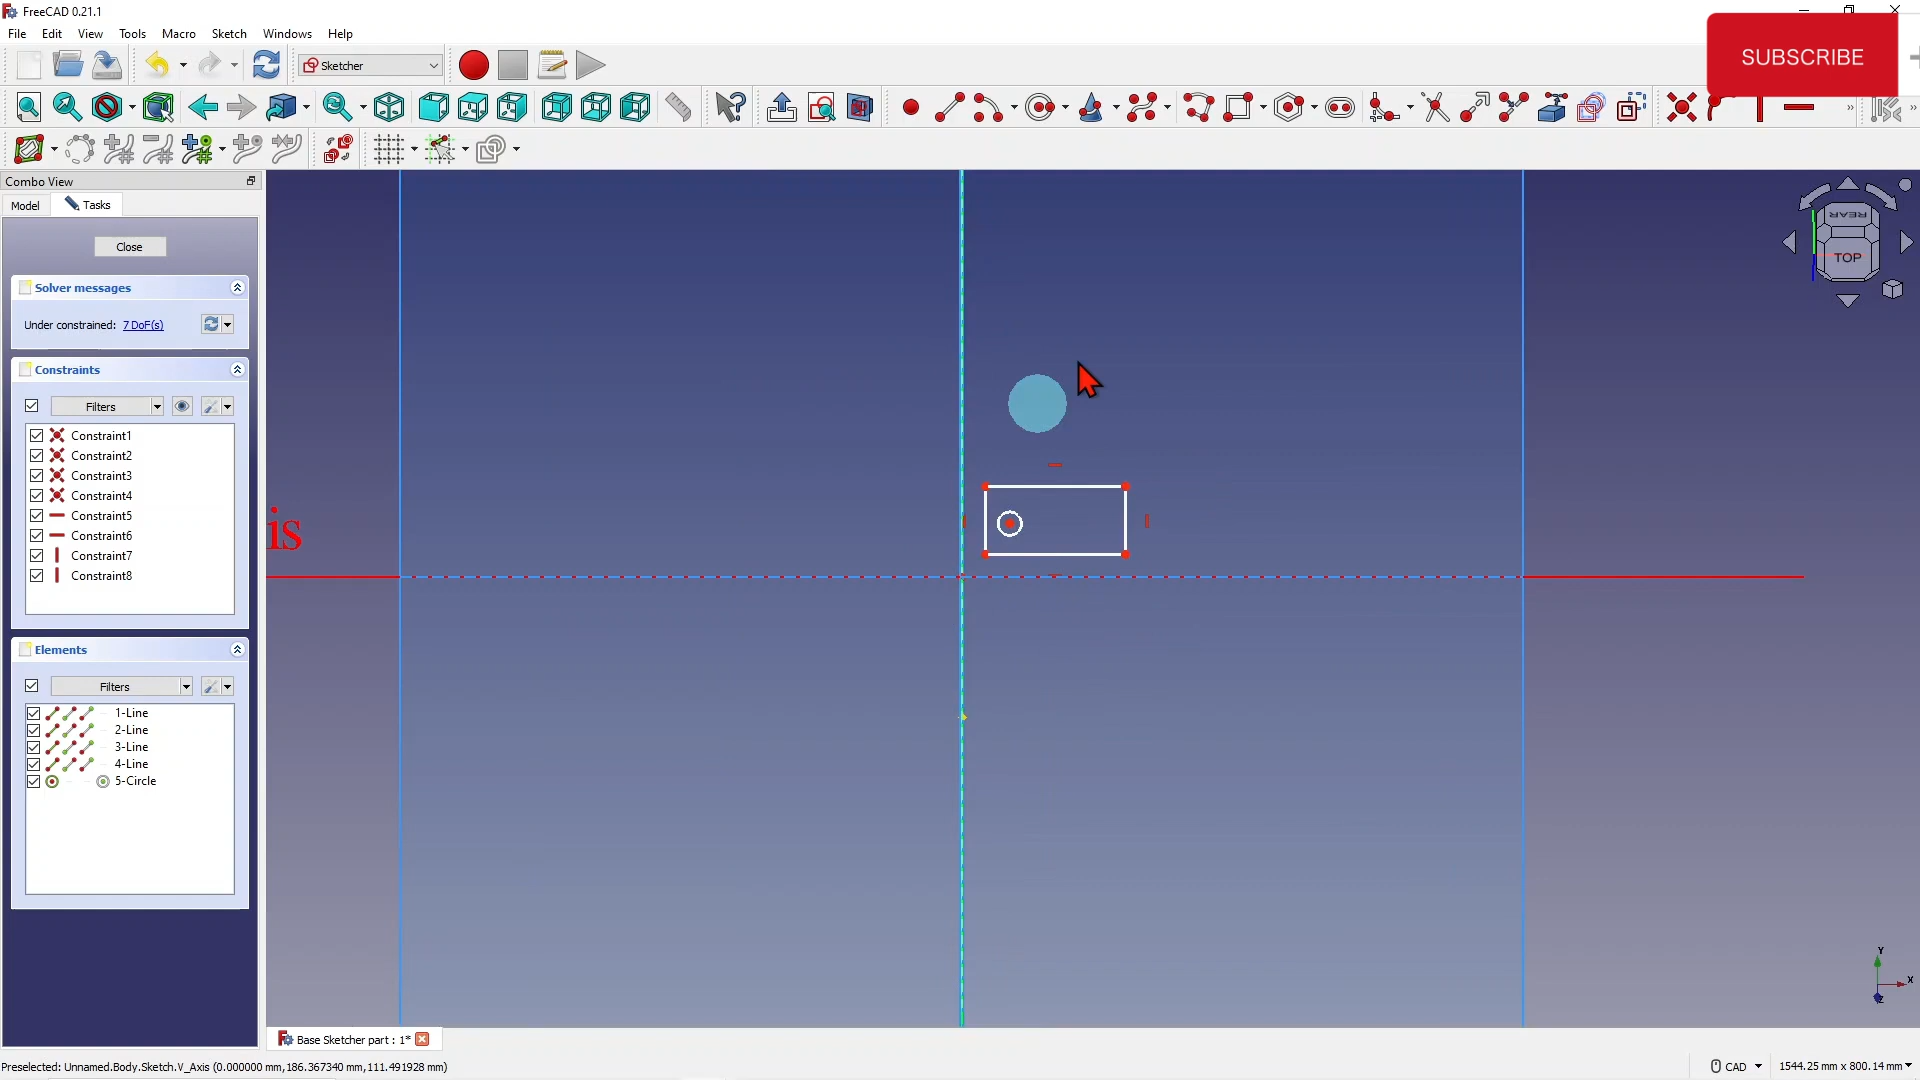 FreeCAD 0.21.1
File Edit View Tools Macro Sketch Windows Help
SUBSCRIBE
Sketcher
Combo View
Model Tasks
Close
Solver messages
Under constrained: 7 DoF(s)
Constraints
Filters
Constraint1
Constraint2
Constraint3
Constraint4
Constraint5
Constraint6
Constraint7
Constraint8
Elements
Filters
1-Line
2-Line
3-Line
4-Line
5-Circle
is
REAR
TOP
Y
X
Z
Base Sketcher part : 1*
Preselected: Unnamed.Body.Sketch.V_Axis (0.000000 mm,186.367340 mm,111.491928 mm)
CAD
1544.25 mm x 800.14 mm